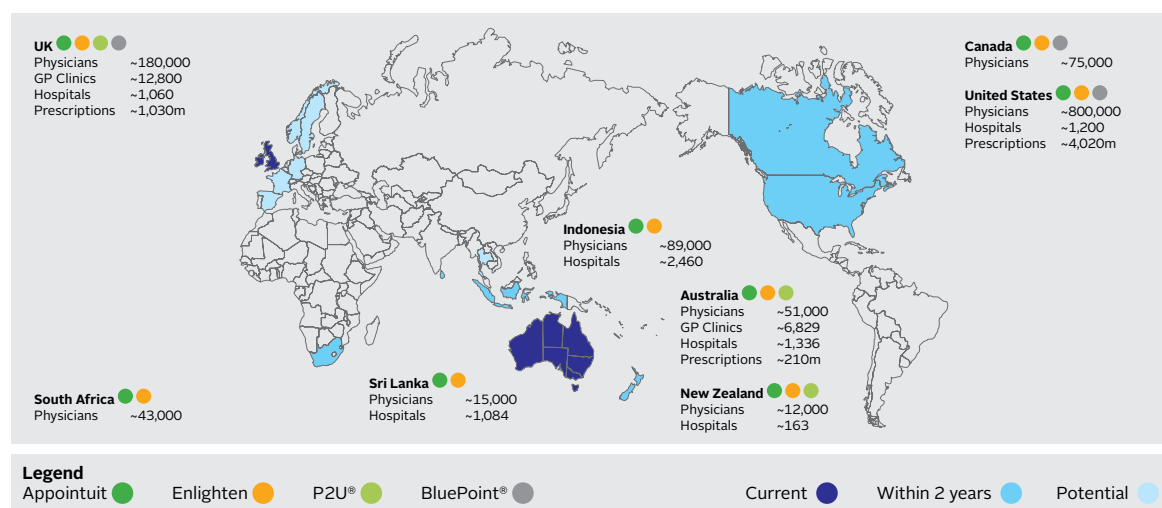 UK
Physicians ~180,000
GP Clinics ~12,800
Hospitals ~1,060
Prescriptions ~1,030m
Canada
Physicians ~75,000
United States
Physicians ~800,000
Hospitals ~1,200
Prescriptions ~4,020m
Indonesia
Physicians ~89,000
Hospitals ~2,460
Australia
Physicians ~51,000
GP Clinics ~6,829
Hospitals ~1,336
Prescriptions ~210m
South Africa
Physicians ~43,000
Sri Lanka
Physicians ~15,000
Hospitals ~1,084
New Zealand
Physicians ~12,000
Hospitals ~163
Legend
Appointuit Enlighten P2U® BluePoint® Current Within 2 years Potential